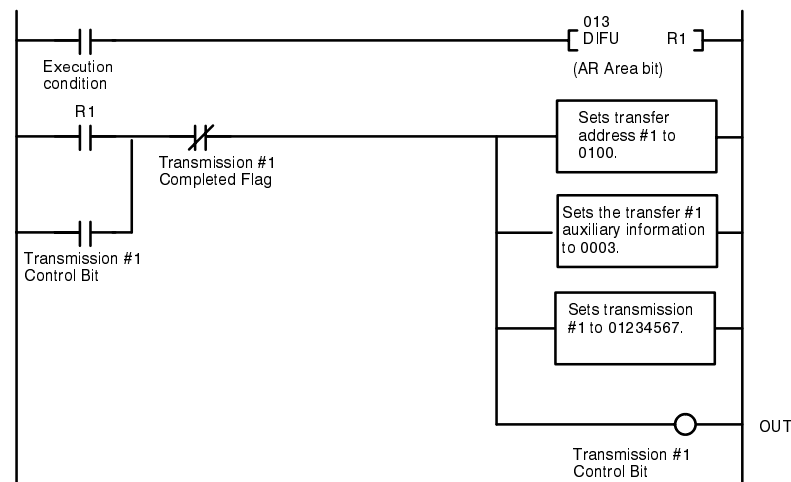 013
DIFU R1
(AR Area bit)
Execution
condition
R1
Transmission #1
Completed Flag
Sets transfer
address #1 to
0100.
Transmission #1
Control Bit
Sets the transfer #1
auxiliary information
to 0003.
Sets transmission
#1 to 01234567.
OUT
Transmission #1
Control Bit